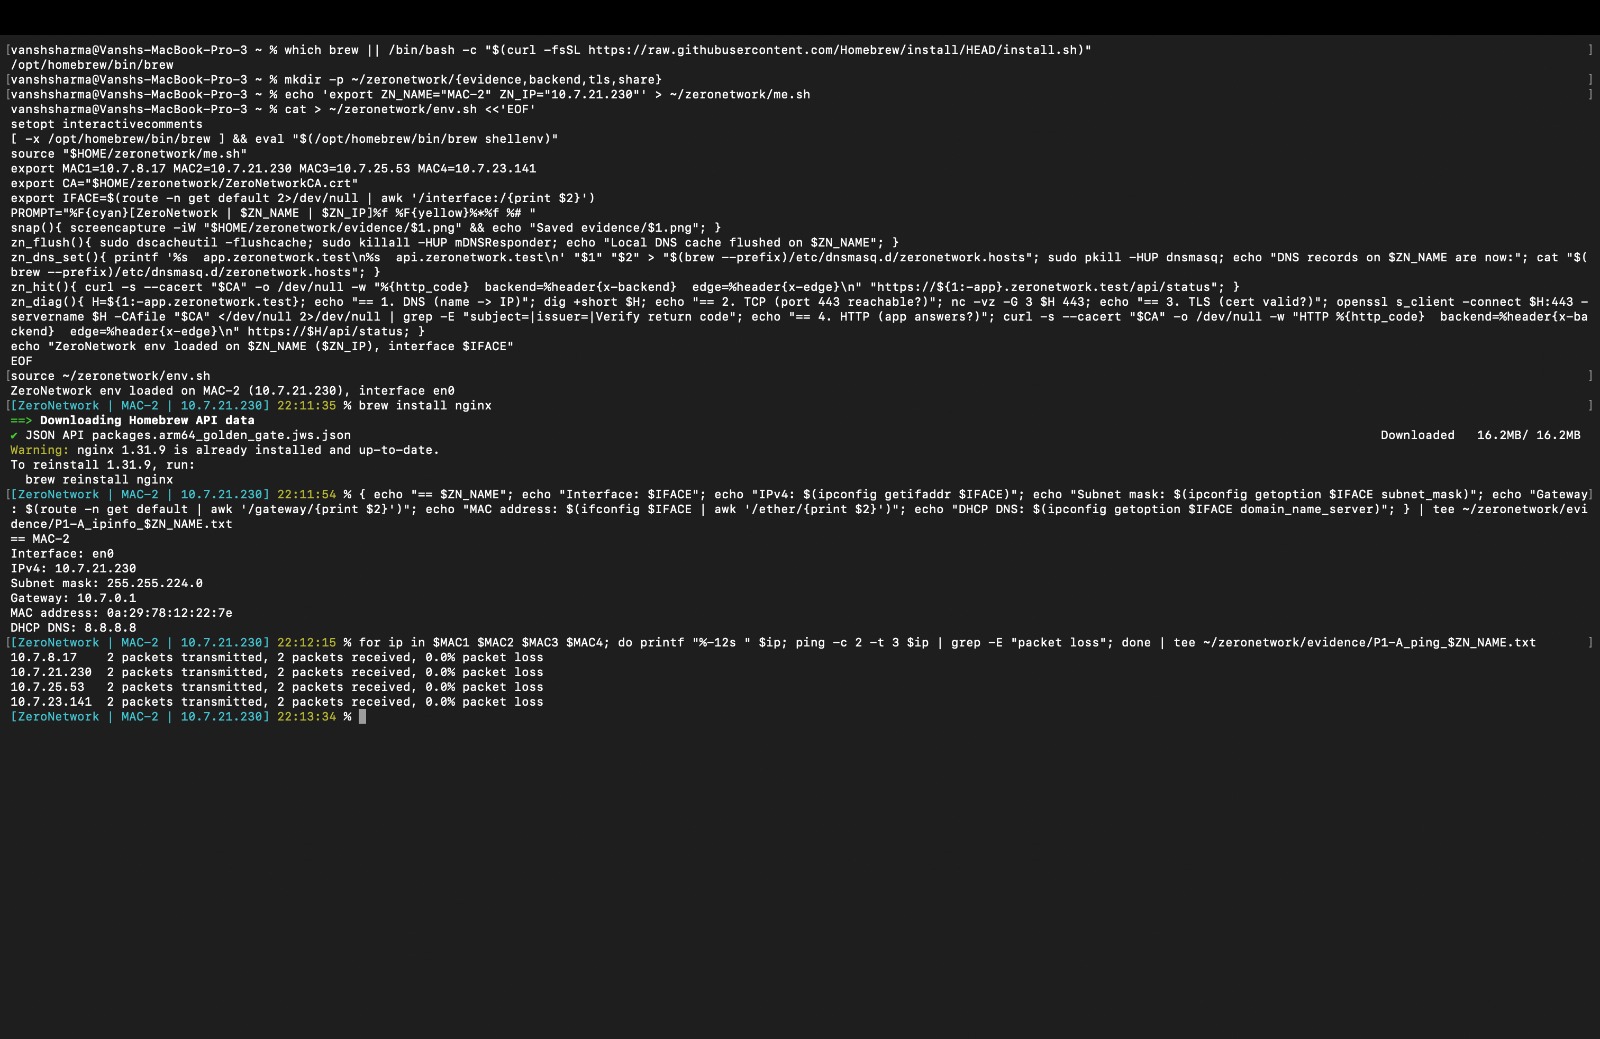 [vanshsharma@Vanshs-MacBook-Pro-3 ~ % which brew || /bin/bash -c "$(curl -fsSL https://raw.githubusercontent.com/Homebrew/install/HEAD/install.sh)" ]
/opt/homebrew/bin/brew
[vanshsharma@Vanshs-MacBook-Pro-3 ~ % mkdir -p ~/zeronetwork/{evidence,backend,tls,share} ]
[vanshsharma@Vanshs-MacBook-Pro-3 ~ % echo 'export ZN_NAME="MAC-2" ZN_IP="10.7.21.230"' > ~/zeronetwork/me.sh ]
vanshsharma@Vanshs-MacBook-Pro-3 ~ % cat > ~/zeronetwork/env.sh <<'EOF'
setopt interactivecomments
[ -x /opt/homebrew/bin/brew ] && eval "$(/opt/homebrew/bin/brew shellenv)"
source "$HOME/zeronetwork/me.sh"
export MAC1=10.7.8.17 MAC2=10.7.21.230 MAC3=10.7.25.53 MAC4=10.7.23.141
export CA="$HOME/zeronetwork/ZeroNetworkCA.crt"
export IFACE=$(route -n get default 2>/dev/null | awk '/interface:/{print $2}')
PROMPT="%F{cyan}[ZeroNetwork | $ZN_NAME | $ZN_IP]%f %F{yellow}%*%f %# "
snap(){ screencapture -iW "$HOME/zeronetwork/evidence/$1.png" && echo "Saved evidence/$1.png"; }
zn_flush(){ sudo dscacheutil -flushcache; sudo killall -HUP mDNSResponder; echo "Local DNS cache flushed on $ZN_NAME"; }
zn_dns_set(){ printf '%s  app.zeronetwork.test\n%s  api.zeronetwork.test\n' "$1" "$2" > "$(brew --prefix)/etc/dnsmasq.d/zeronetwork.hosts"; sudo pkill -HUP dnsmasq; echo "DNS records on $ZN_NAME are now:"; cat "$(
brew --prefix)/etc/dnsmasq.d/zeronetwork.hosts"; }
zn_hit(){ curl -s --cacert "$CA" -o /dev/null -w "%{http_code}  backend=%header{x-backend}  edge=%header{x-edge}\n" "https://${1:-app}.zeronetwork.test/api/status"; }
zn_diag(){ H=${1:-app.zeronetwork.test}; echo "== 1. DNS (name -> IP)"; dig +short $H; echo "== 2. TCP (port 443 reachable?)"; nc -vz -G 3 $H 443; echo "== 3. TLS (cert valid?)"; openssl s_client -connect $H:443 -
servername $H -CAfile "$CA" </dev/null 2>/dev/null | grep -E "subject=|issuer=|Verify return code"; echo "== 4. HTTP (app answers?)"; curl -s --cacert "$CA" -o /dev/null -w "HTTP %{http_code}  backend=%header{x-ba
ckend}  edge=%header{x-edge}\n" https://$H/api/status; }
echo "ZeroNetwork env loaded on $ZN_NAME ($ZN_IP), interface $IFACE"
EOF
[source ~/zeronetwork/env.sh ]
ZeroNetwork env loaded on MAC-2 (10.7.21.230), interface en0
[[ZeroNetwork | MAC-2 | 10.7.21.230] 22:11:35 % brew install nginx ]
==> Downloading Homebrew API data
✔ JSON API packages.arm64_golden_gate.jws.json Downloaded 16.2MB/ 16.2MB
Warning: nginx 1.31.9 is already installed and up-to-date.
To reinstall 1.31.9, run:
  brew reinstall nginx
[[ZeroNetwork | MAC-2 | 10.7.21.230] 22:11:54 % { echo "== $ZN_NAME"; echo "Interface: $IFACE"; echo "IPv4: $(ipconfig getifaddr $IFACE)"; echo "Subnet mask: $(ipconfig getoption $IFACE subnet_mask)"; echo "Gateway]
: $(route -n get default | awk '/gateway/{print $2}')"; echo "MAC address: $(ifconfig $IFACE | awk '/ether/{print $2}')"; echo "DHCP DNS: $(ipconfig getoption $IFACE domain_name_server)"; } | tee ~/zeronetwork/evi
dence/P1-A_ipinfo_$ZN_NAME.txt
== MAC-2
Interface: en0
IPv4: 10.7.21.230
Subnet mask: 255.255.224.0
Gateway: 10.7.0.1
MAC address: 0a:29:78:12:22:7e
DHCP DNS: 8.8.8.8
[[ZeroNetwork | MAC-2 | 10.7.21.230] 22:12:15 % for ip in $MAC1 $MAC2 $MAC3 $MAC4; do printf "%-12s " $ip; ping -c 2 -t 3 $ip | grep -E "packet loss"; done | tee ~/zeronetwork/evidence/P1-A_ping_$ZN_NAME.txt ]
10.7.8.17    2 packets transmitted, 2 packets received, 0.0% packet loss
10.7.21.230  2 packets transmitted, 2 packets received, 0.0% packet loss
10.7.25.53   2 packets transmitted, 2 packets received, 0.0% packet loss
10.7.23.141  2 packets transmitted, 2 packets received, 0.0% packet loss
[ZeroNetwork | MAC-2 | 10.7.21.230] 22:13:34 %